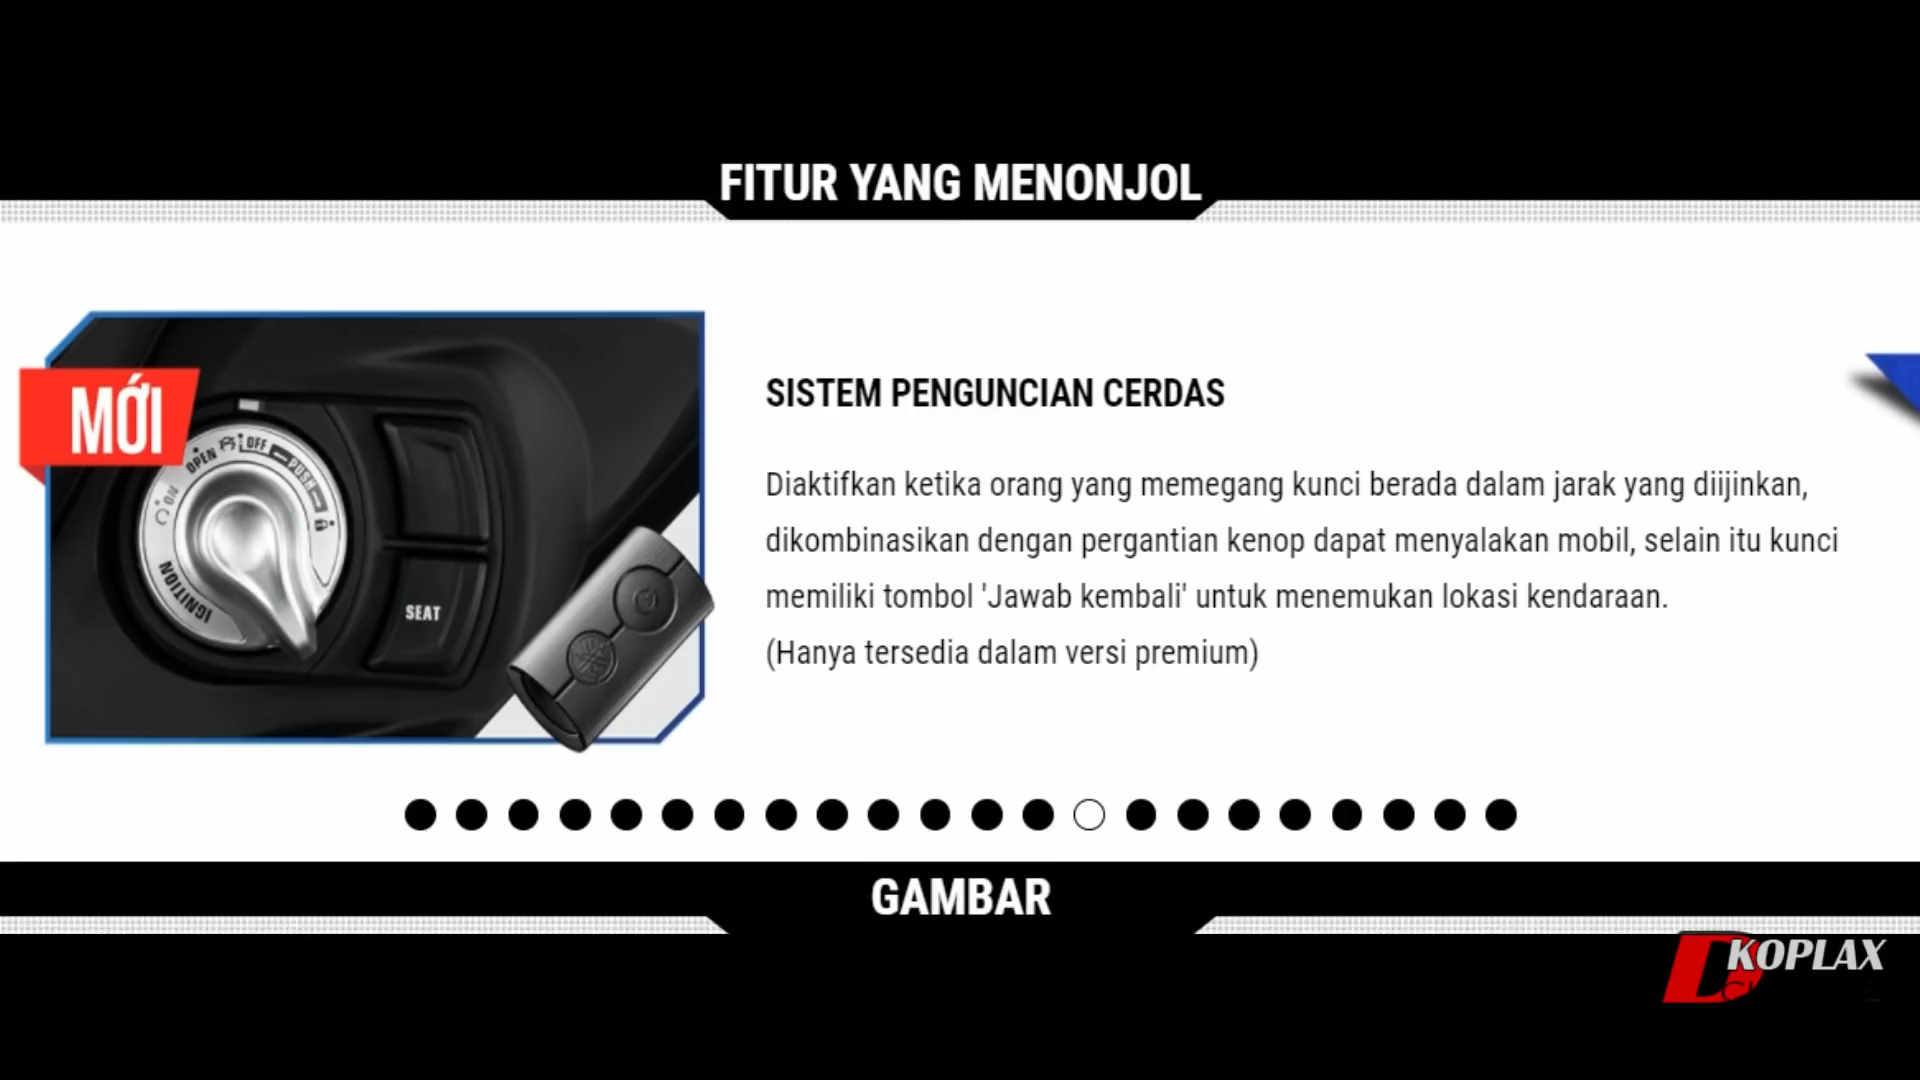 FITUR YANG MENONJOL
MỚI
ON
OPEN
OFF
PUSH
IGNITION
SEAT
SISTEM PENGUNCIAN CERDAS
Diaktifkan ketika orang yang memegang kunci berada dalam jarak yang diijinkan,
dikombinasikan dengan pergantian kenop dapat menyalakan mobil, selain itu kunci
memiliki tombol 'Jawab kembali' untuk menemukan lokasi kendaraan.
(Hanya tersedia dalam versi premium)
GAMBAR
D
KOPLAX